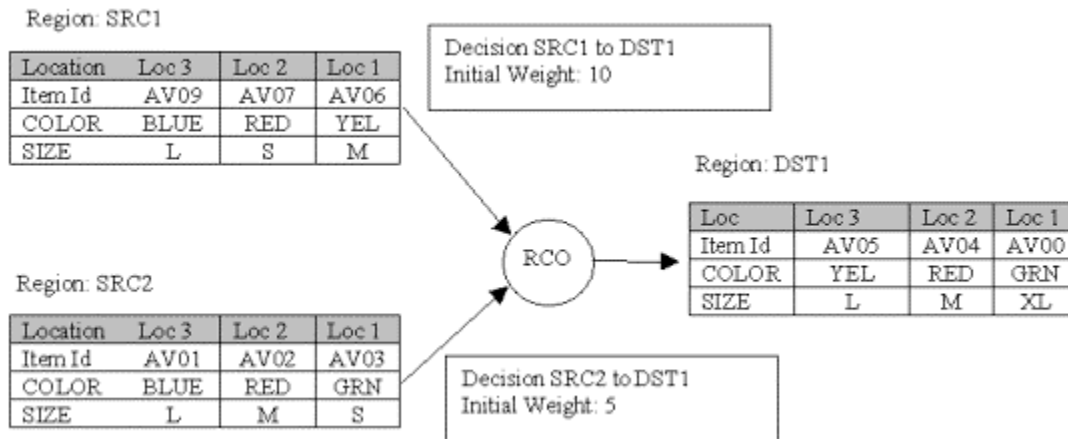 Region: SRC1
Location Loc 3 Loc 2 Loc 1
Item Id AV09 AV07 AV06
COLOR BLUE RED YEL
SIZE L S M
Decision SRC1 to DST1
Initial Weight: 10
Region: DST1
Loc Loc 3 Loc 2 Loc 1
Item Id AV05 AV04 AV00
COLOR YEL RED GRN
SIZE L M XL
RCO
Region: SRC2
Location Loc 3 Loc 2 Loc 1
Item Id AV01 AV02 AV03
COLOR BLUE RED GRN
SIZE L M S
Decision SRC2 to DST1
Initial Weight: 5